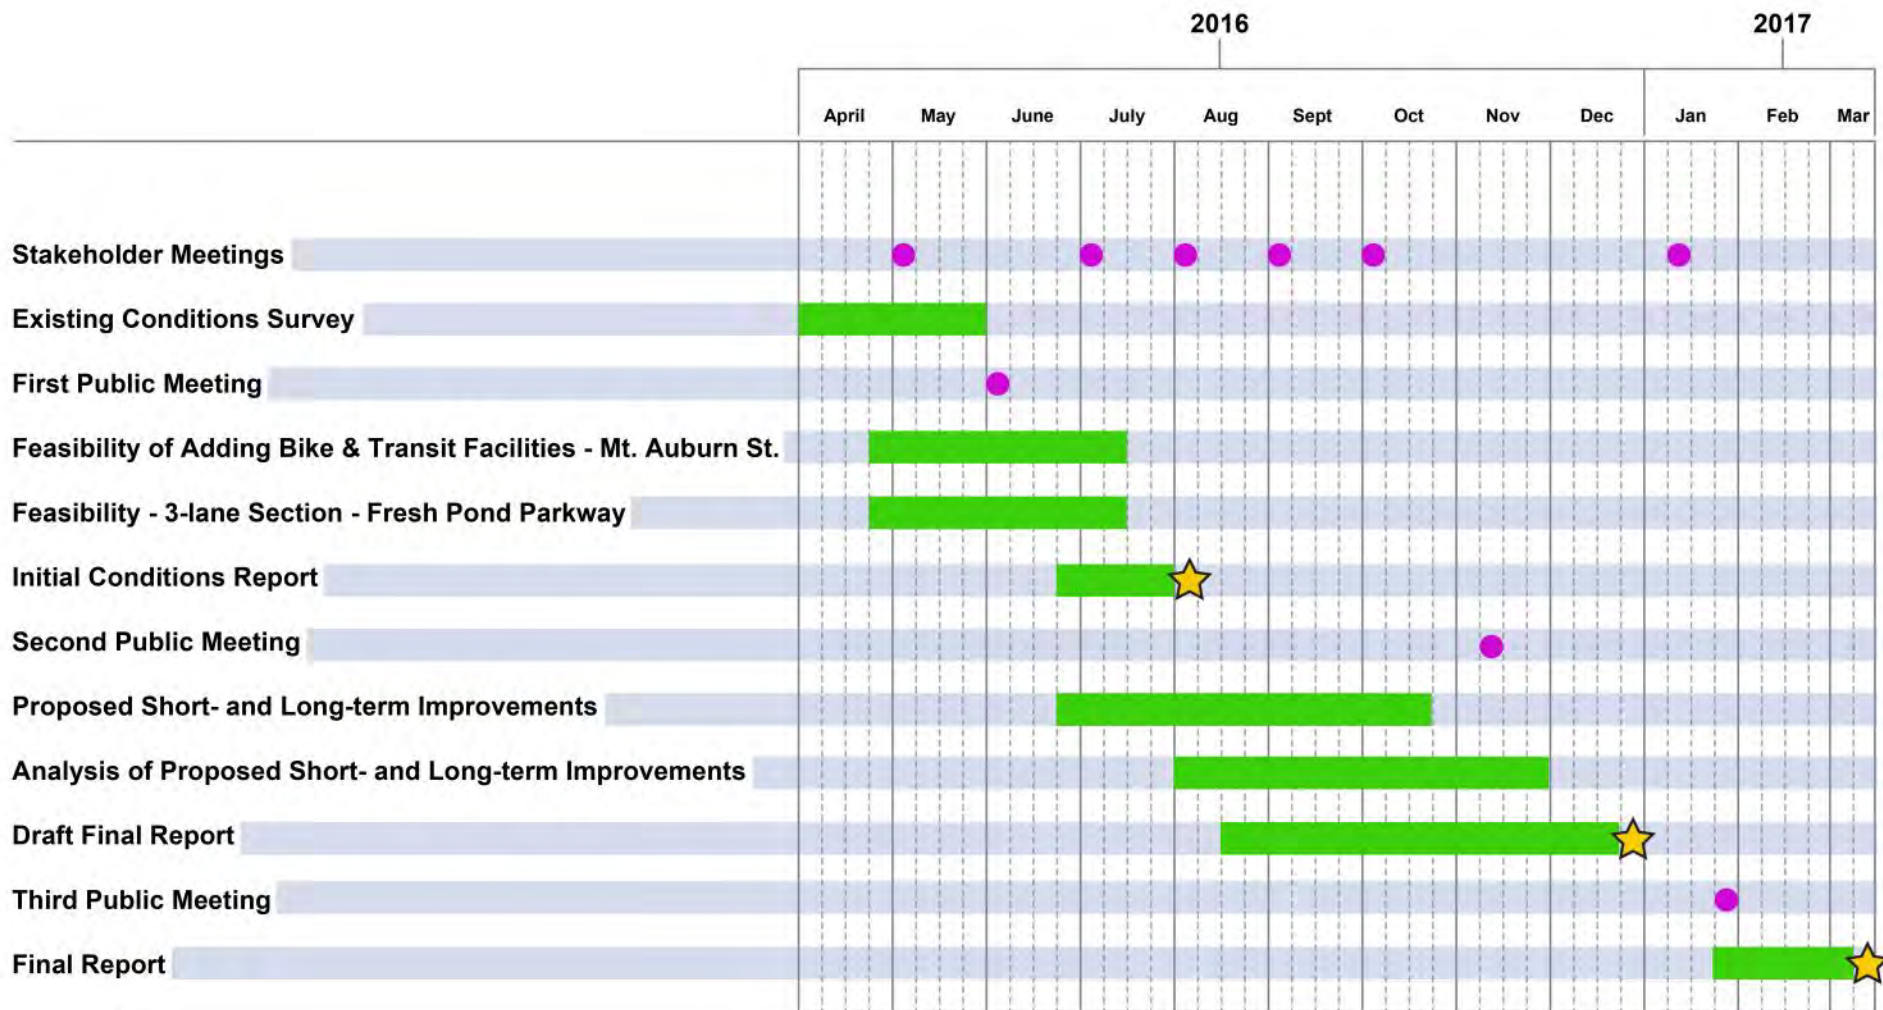 2016 2017
April May June July Aug Sept Oct Nov Dec Jan Feb Mar
Stakeholder Meetings
Existing Conditions Survey
First Public Meeting
Feasibility of Adding Bike & Transit Facilities - Mt. Auburn St.
Feasibility - 3-lane Section - Fresh Pond Parkway
Initial Conditions Report
Second Public Meeting
Proposed Short- and Long-term Improvements
Analysis of Proposed Short- and Long-term Improvements
Draft Final Report
Third Public Meeting
Final Report